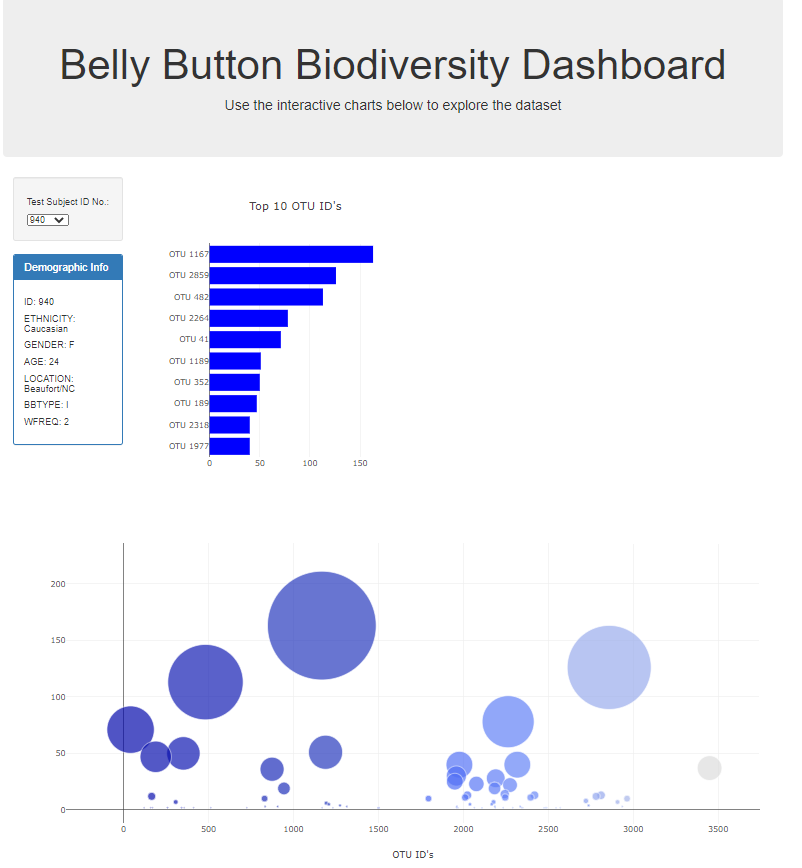 Belly Button Biodiversity Dashboard
Use the interactive charts below to explore the dataset
Test Subject ID No.:
940
Demographic Info
ID: 940
ETHNICITY:
Caucasian
GENDER: F
AGE: 24
LOCATION:
Beaufort/NC
BBTYPE: I
WFREQ: 2
Top 10 OTU ID's
OTU 1167
OTU 2859
OTU 482
OTU 2264
OTU 41
OTU 1189
OTU 352
OTU 189
OTU 2318
OTU 1977
0 50 100 150
200
150
100
50
0
0 500 1000 1500 2000 2500 3000 3500
OTU ID's